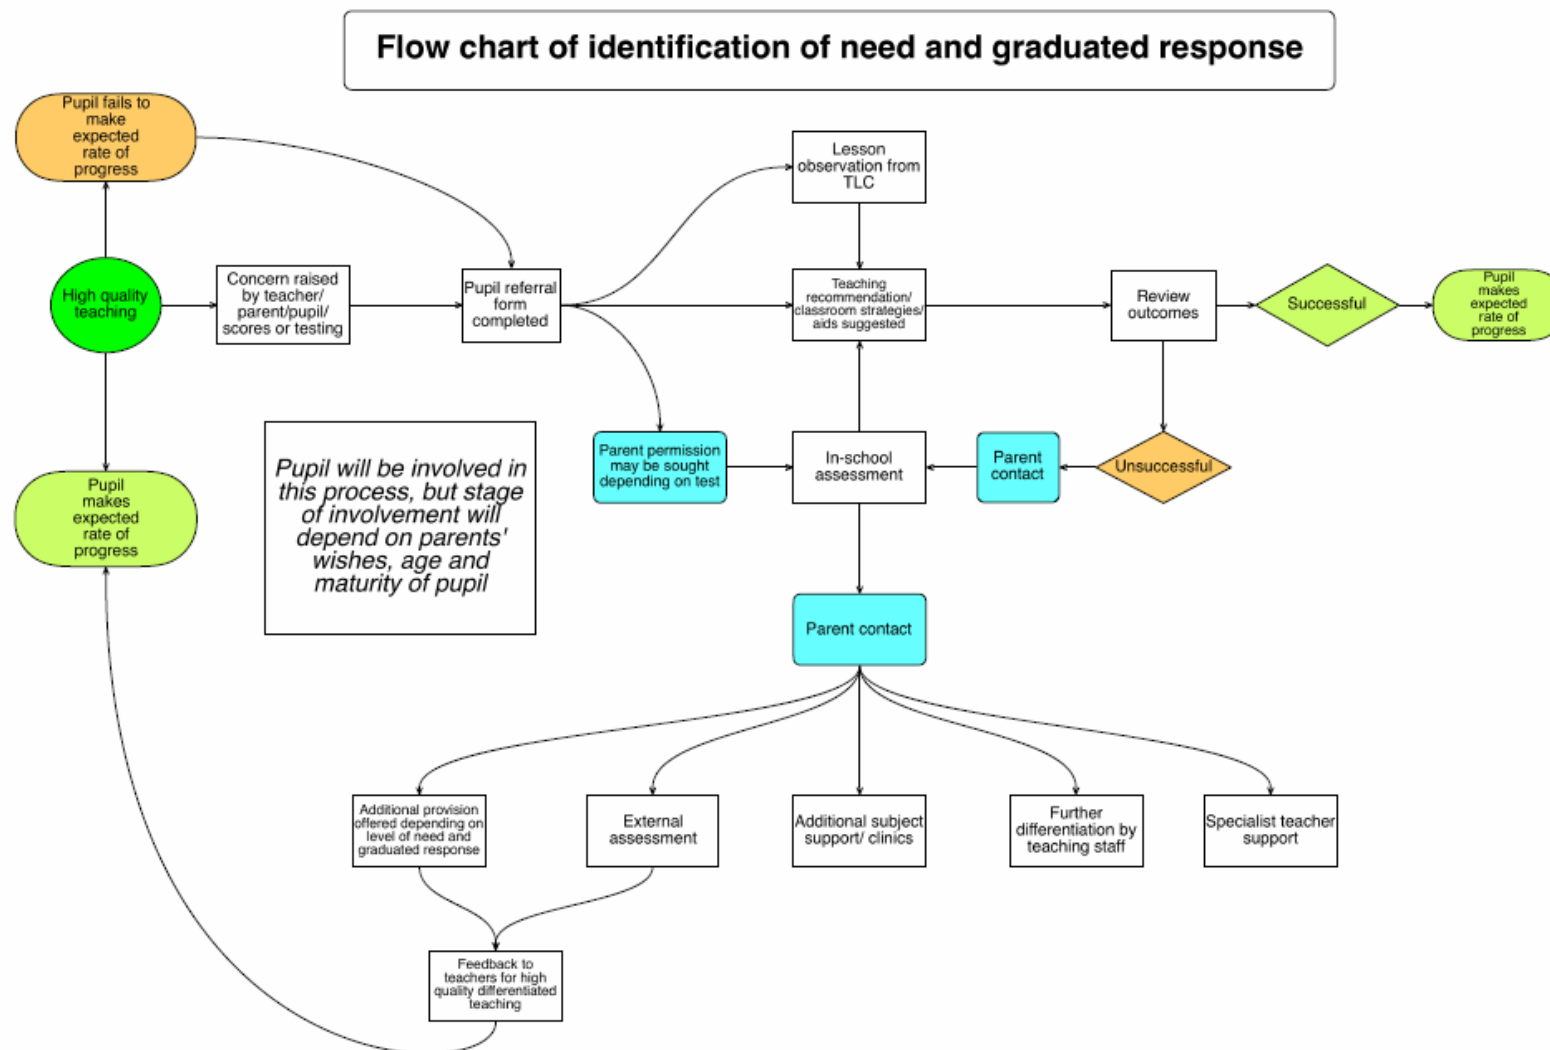 Flow chart of identification of need and graduated response
Pupil fails to
make
expected
rate of
progress
Lesson
observation from
TLC
High quality
teaching
Concern raised
by teacher/
parent/pupil/
scores or testing
Pupil referral
form
completed
Teaching
recommendation/
classroom strategies/
aids suggested
Review
outcomes
Successful
Pupil
makes
expected
rate of
progress
Pupil will be involved in
this process, but stage
of involvement will
depend on parents'
wishes, age and
maturity of pupil
Parent permission
may be sought
depending on test
In-school
assessment
Parent
contact
Unsuccessful
Pupil
makes
expected
rate of
progress
Parent contact
Additional provision
offered depending on
level of need and
graduated response
External
assessment
Additional subject
support/ clinics
Further
differentiation by
teaching staff
Specialist teacher
support
Feedback to
teachers for high
quality differentiated
teaching